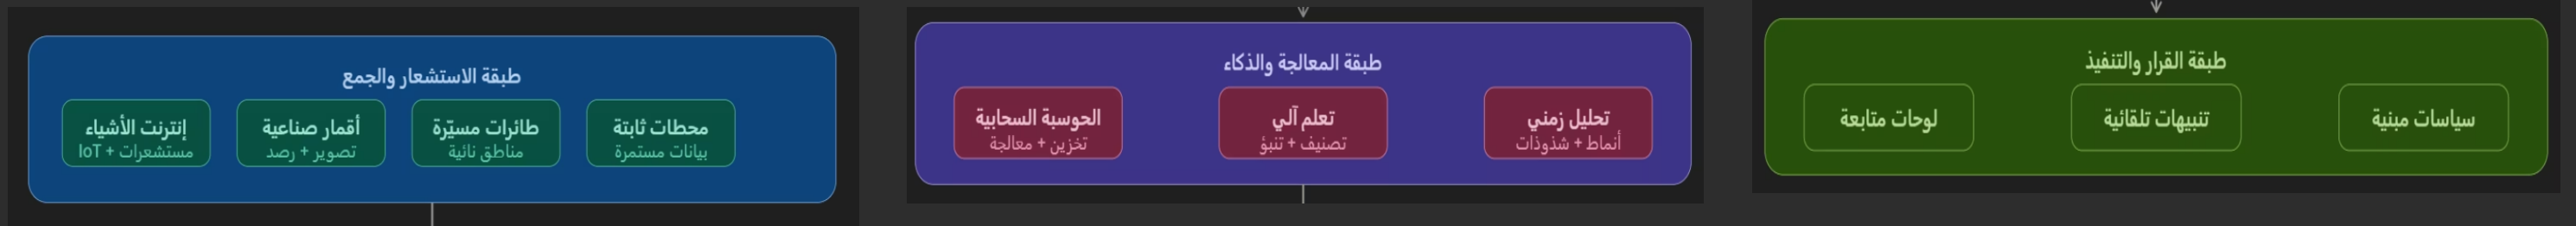 طبقة الاستشعار والجمع
إنترنت الأشياء
مستشعرات + IoT
أقمار صناعية
تصوير + رصد
طائرات مسيّرة
مناطق نائية
محطات ثابتة
بيانات مستمرة
طبقة المعالجة والذكاء
الحوسبة السحابية
تخزين + معالجة
تعلم آلي
تصنيف + تنبؤ
تحليل زمني
أنماط + شذوذات
طبقة القرار والتنفيذ
لوحات متابعة
تنبيهات تلقائية
سياسات مبنية